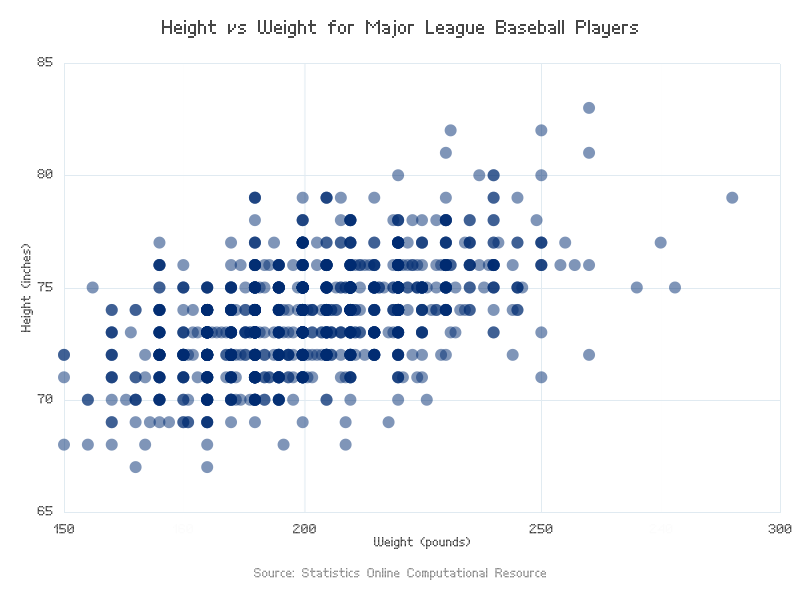 Height vs Weight for Major League Baseball Players
85
80
75
70
65
Height (inches)
150
200
250
300
Weight (pounds)
Source: Statistics Online Computational Resource